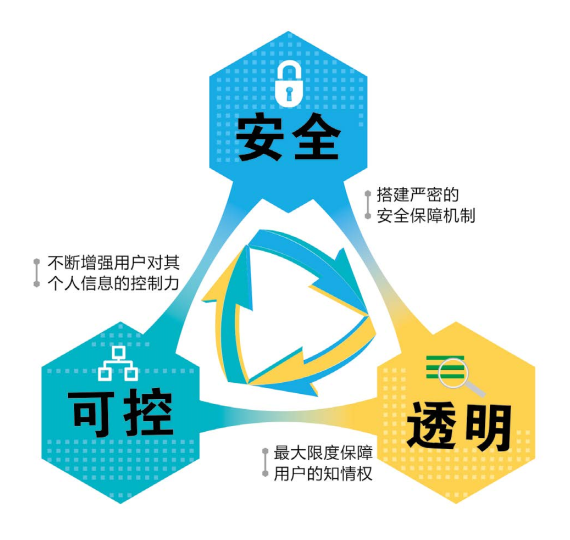 安全
搭建严密的
安全保障机制
不断增强用户对其
个人信息的控制力
可控
透明
最大限度保障
用户的知情权